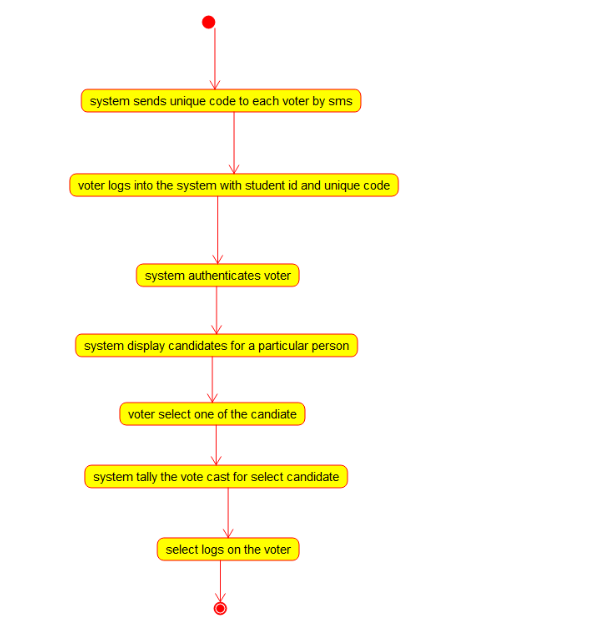 system sends unique code to each voter by sms
voter logs into the system with student id and unique code
system authenticates voter
system display candidates for a particular person
voter select one of the candiate
system tally the vote cast for select candidate
select logs on the voter